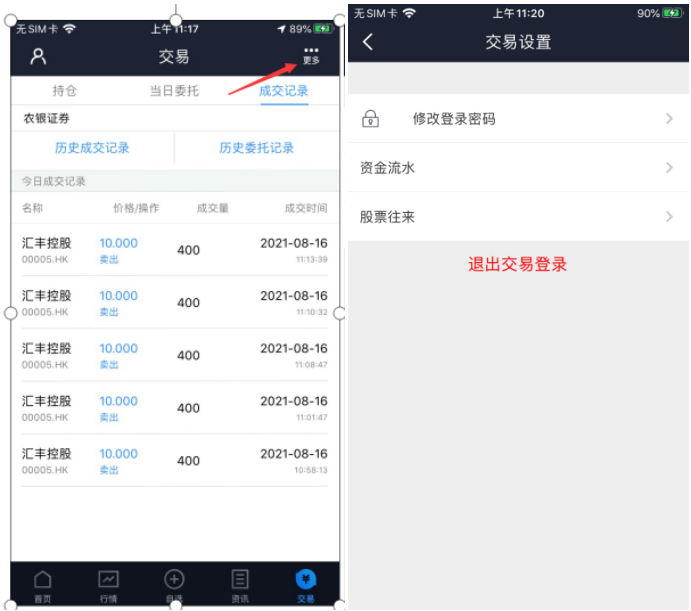 无SIM卡 上午11:17 89%
交易
更多
持仓 当日委托 成交记录
农银证券
历史成交记录 历史委托记录
今日成交记录
名称 价格/操作 成交量 成交时间
汇丰控股 10.000 400 2021-08-16
00005.HK 卖出 11:13:39
汇丰控股 10.000 400 2021-08-16
00005.HK 卖出 11:10:32
汇丰控股 10.000 400 2021-08-16
00005.HK 卖出 11:08:47
汇丰控股 10.000 400 2021-08-16
00005.HK 卖出 11:01:47
汇丰控股 10.000 400 2021-08-16
00005.HK 卖出 10:58:13
首页 行情 自选 资讯 交易
无SIM卡 上午11:20 90%
交易设置
修改登录密码
资金流水
股票往来
退出交易登录